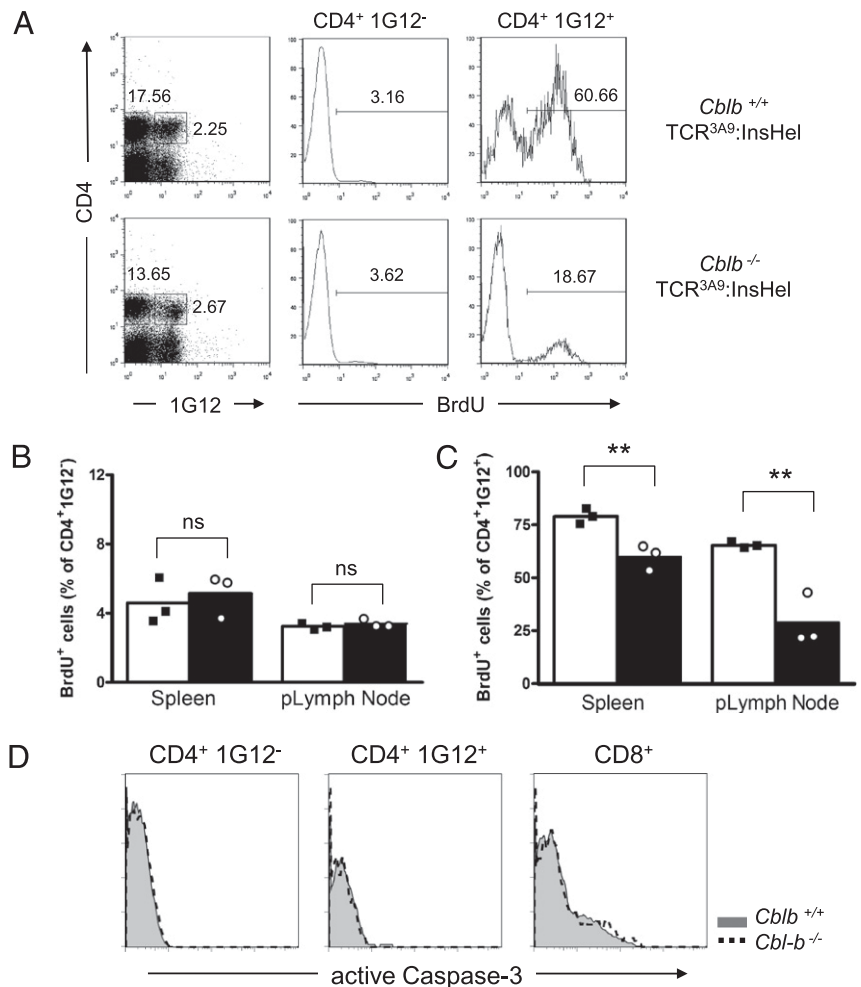 A
CD4+ 1G12- CD4+ 1G12+
17.56
2.25
3.16
60.66
Cblb +/+
TCR3A9:InsHel
13.65
2.67
3.62
18.67
Cblb -/-
TCR3A9:InsHel
CD4
1G12
BrdU
B
BrdU+ cells (% of CD4+1G12-)
12
8
4
0
ns
ns
Spleen pLymph Node
C
BrdU+ cells (% of CD4+1G12+)
100
75
50
25
0
**
**
Spleen pLymph Node
D
CD4+ 1G12- CD4+ 1G12+ CD8+
Cblb +/+
Cbl-b -/-
active Caspase-3